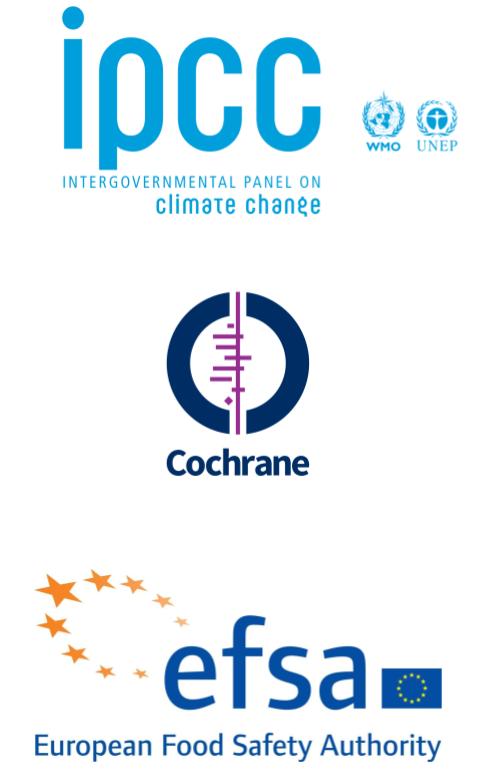 ipcc
WMO UNEP
INTERGOVERNMENTAL PANEL ON
climate change
Cochrane
efsa
European Food Safety Authority